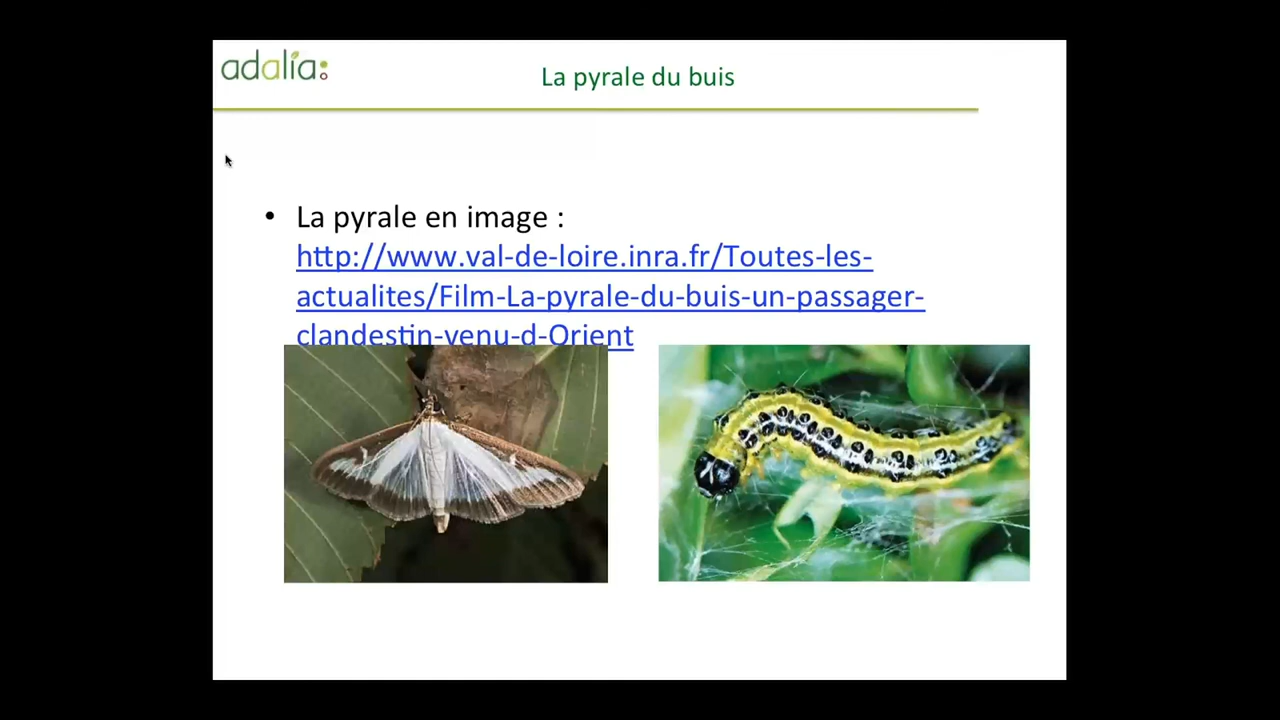 adalia
La pyrale du buis
• La pyrale en image :
http://www.val-de-loire.inra.fr/Toutes-les-
actualites/Film-La-pyrale-du-buis-un-passager-
clandestin-venu-d-Orient